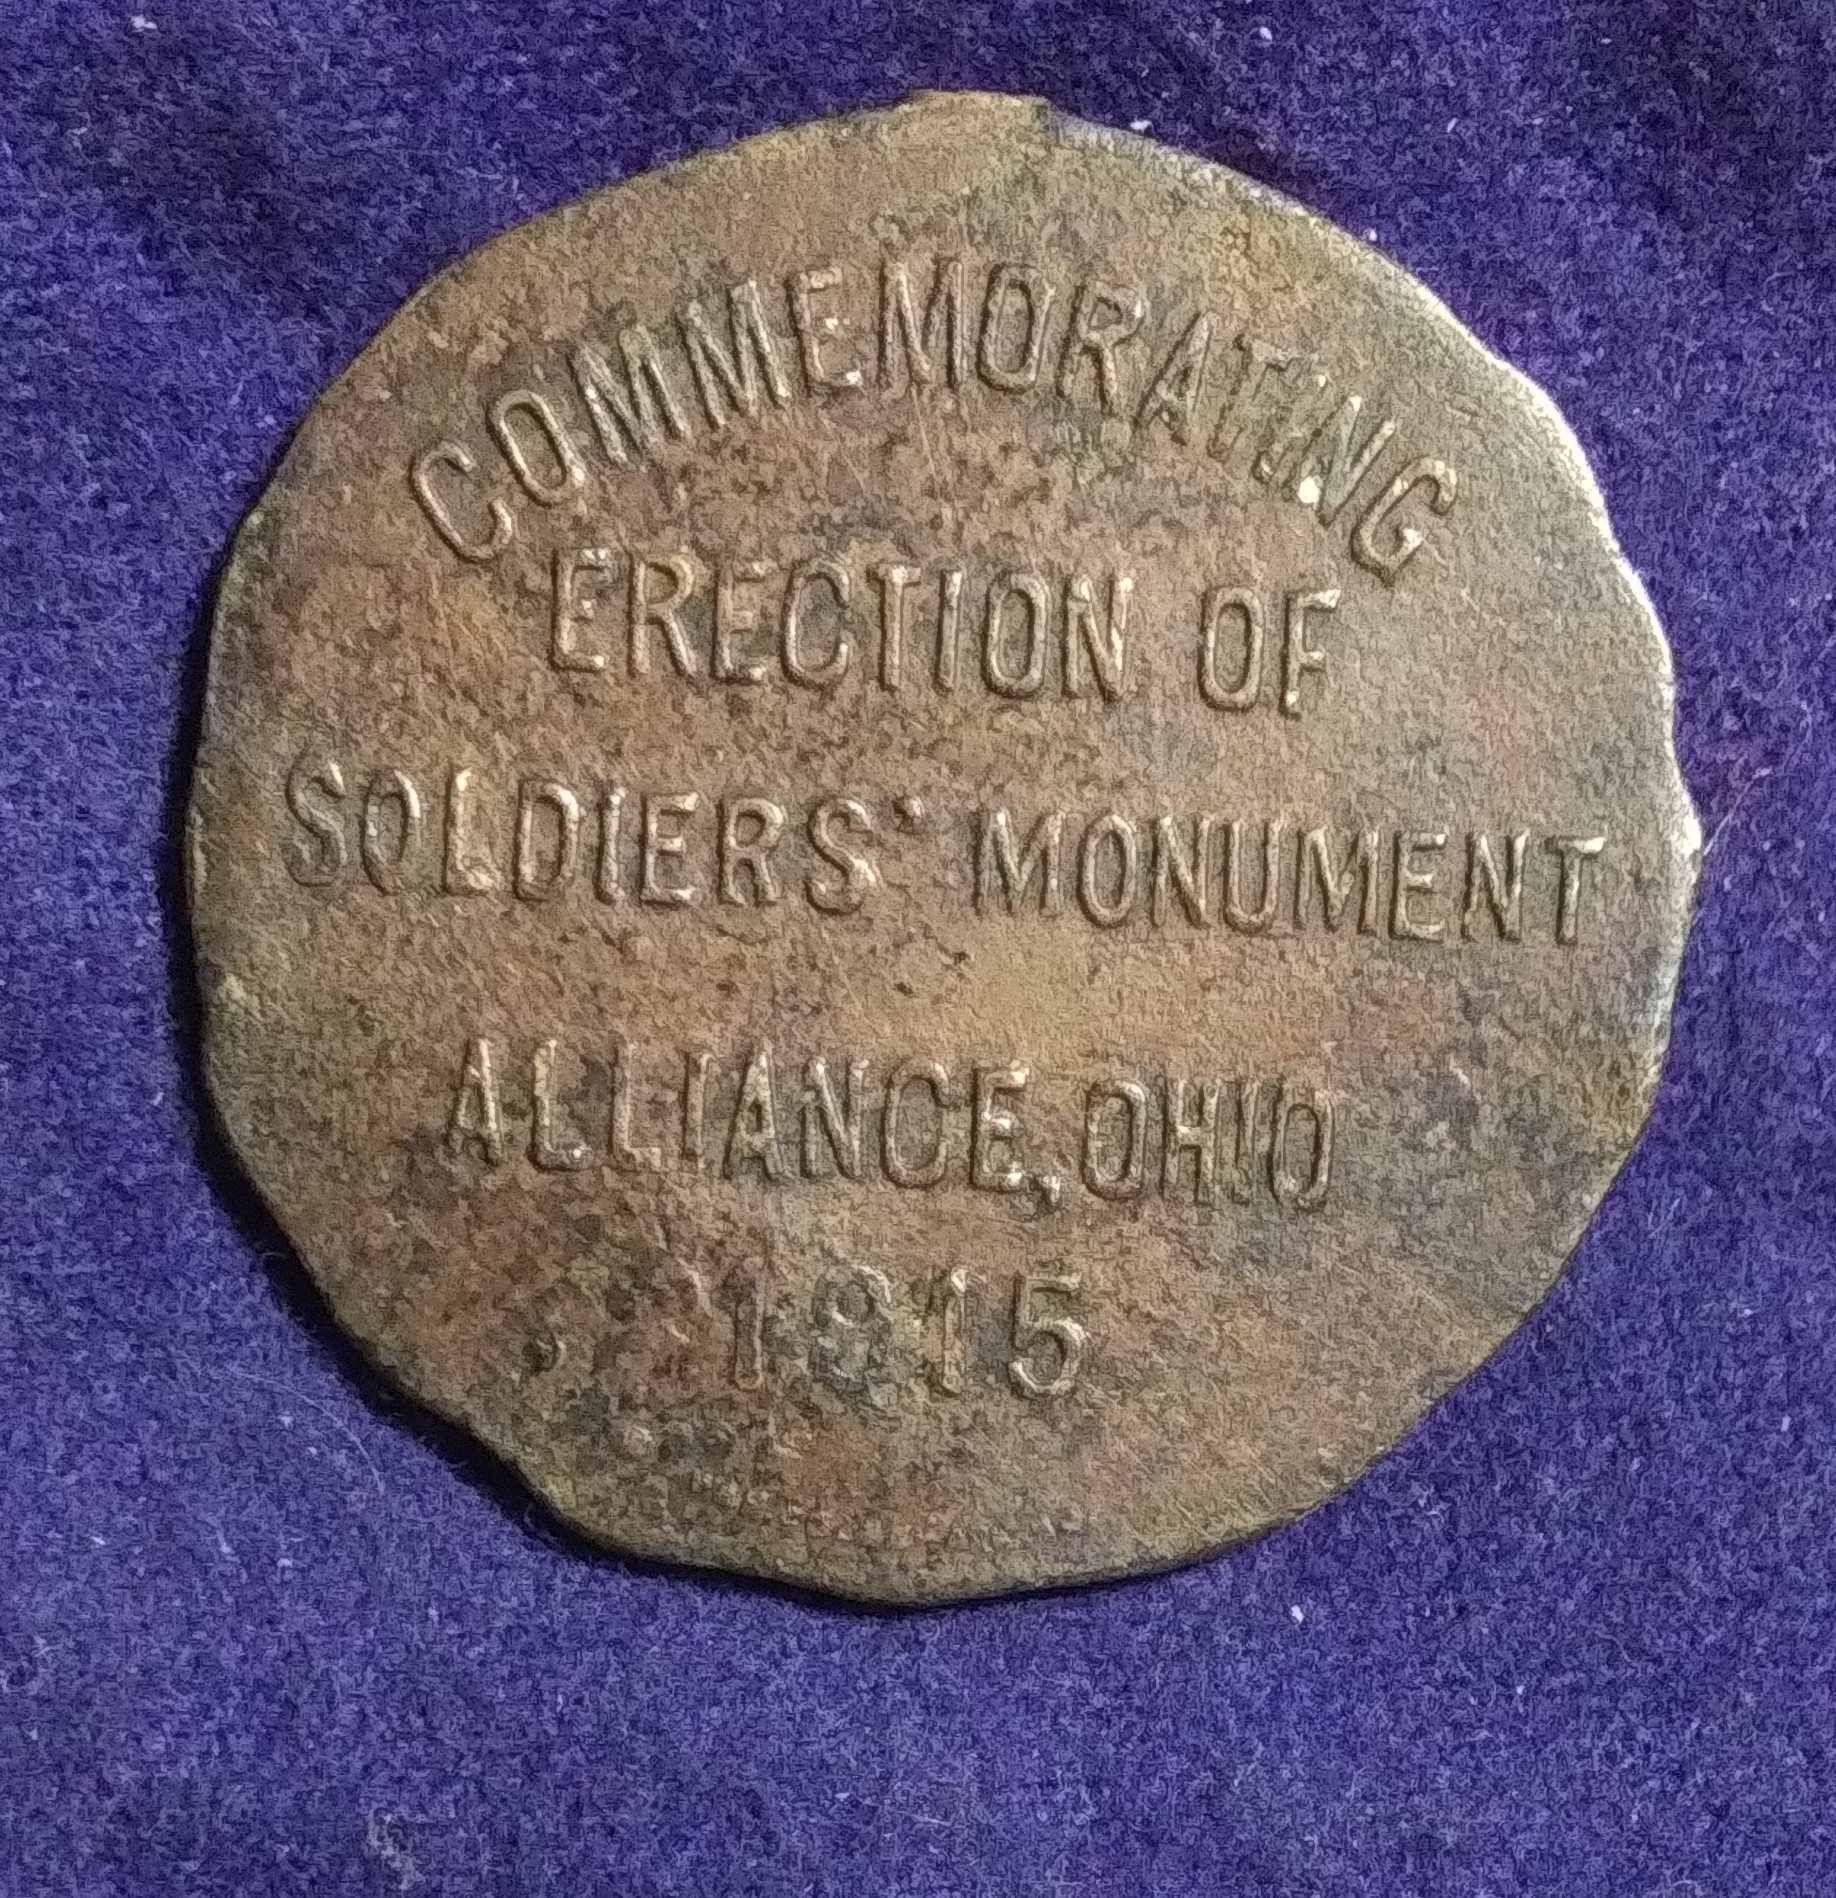 COMMEMORATING
ERECTION OF
SOLDIERS' MONUMENT
ALLIANCE, OHIO
1915